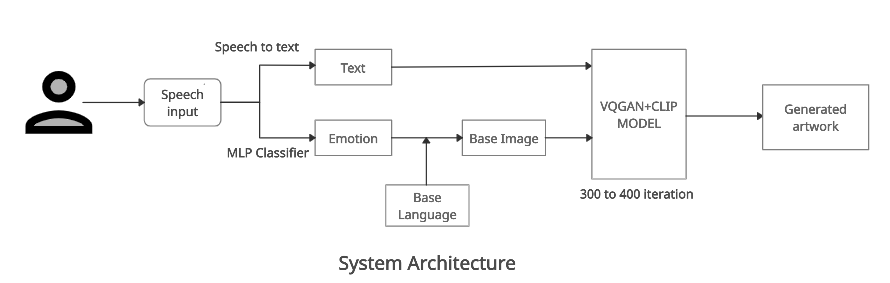 Speech to text
Speech
input
Text
MLP Classifier
Emotion
Base
Language
Base Image
VQGAN+CLIP
MODEL
300 to 400 iteration
Generated
artwork
System Architecture